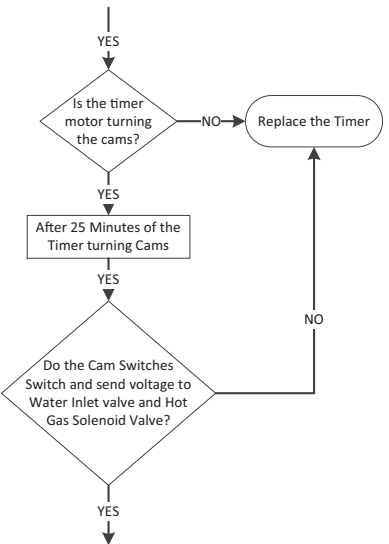 YES
Is the timer
motor turning
the cams?
NO
Replace the Timer
YES
After 25 Minutes of the
Timer turning Cams
YES
NO
Do the Cam Switches
Switch and send voltage to
Water Inlet valve and Hot
Gas Solenoid Valve?
YES